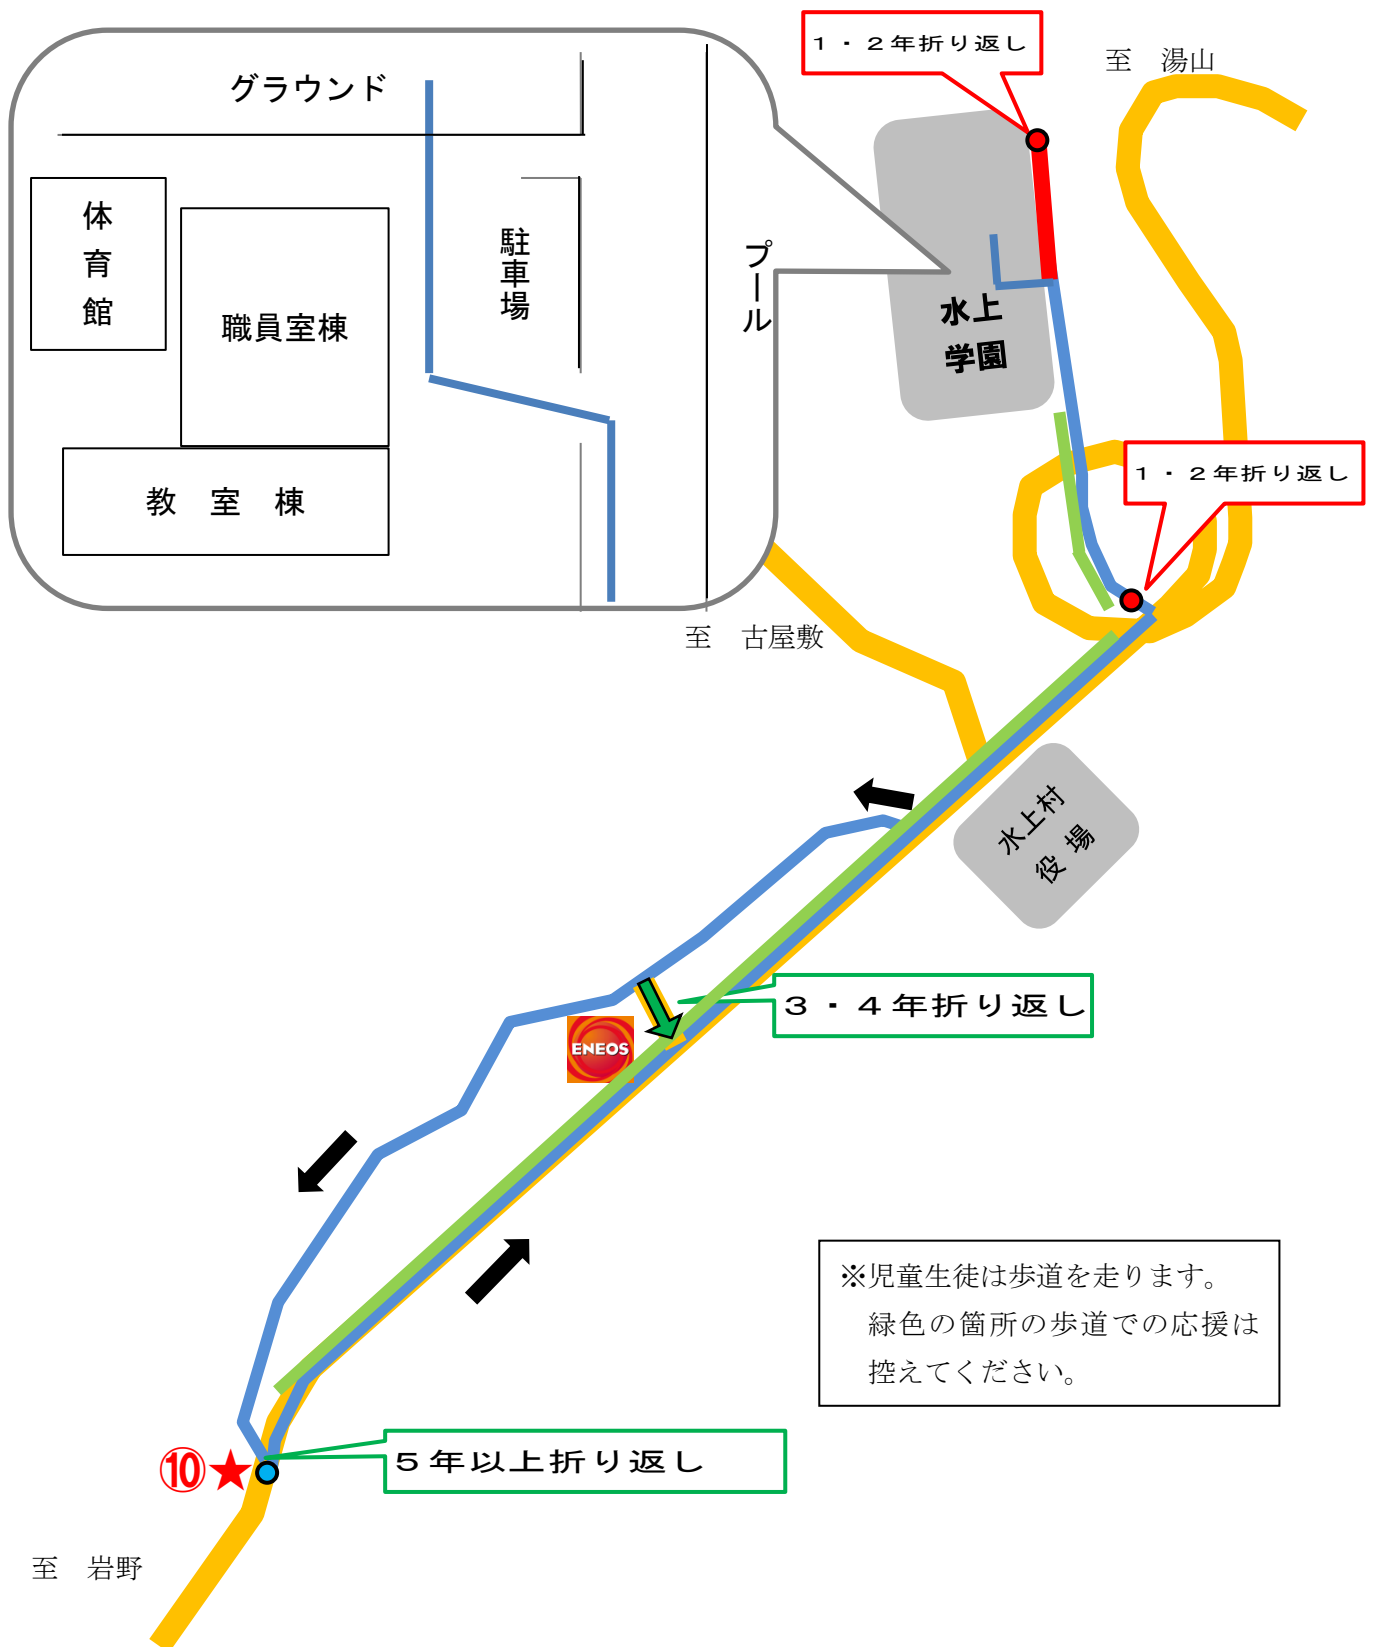 1・2年折り返し
至 湯山
グラウンド
体育館
職員室棟
駐車場
プール
教 室 棟
水上
学園
1・2年折り返し
至 古屋敷
水上村
役 場
3・4年折り返し
ENEOS
※児童生徒は歩道を走ります。
緑色の箇所の歩道での応援は
控えてください。
⑩★
5年以上折り返し
至 岩野